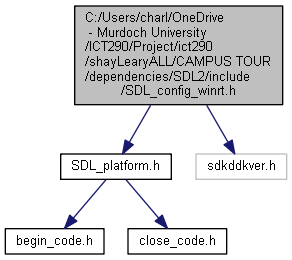 C:/Users/charl/OneDrive
- Murdoch University
/ICT290/Project/ict290
/shayLearyALL/CAMPUS TOUR
/dependencies/SDL2/include
/SDL_config_winrt.h
SDL_platform.h
sdkddkver.h
begin_code.h
close_code.h